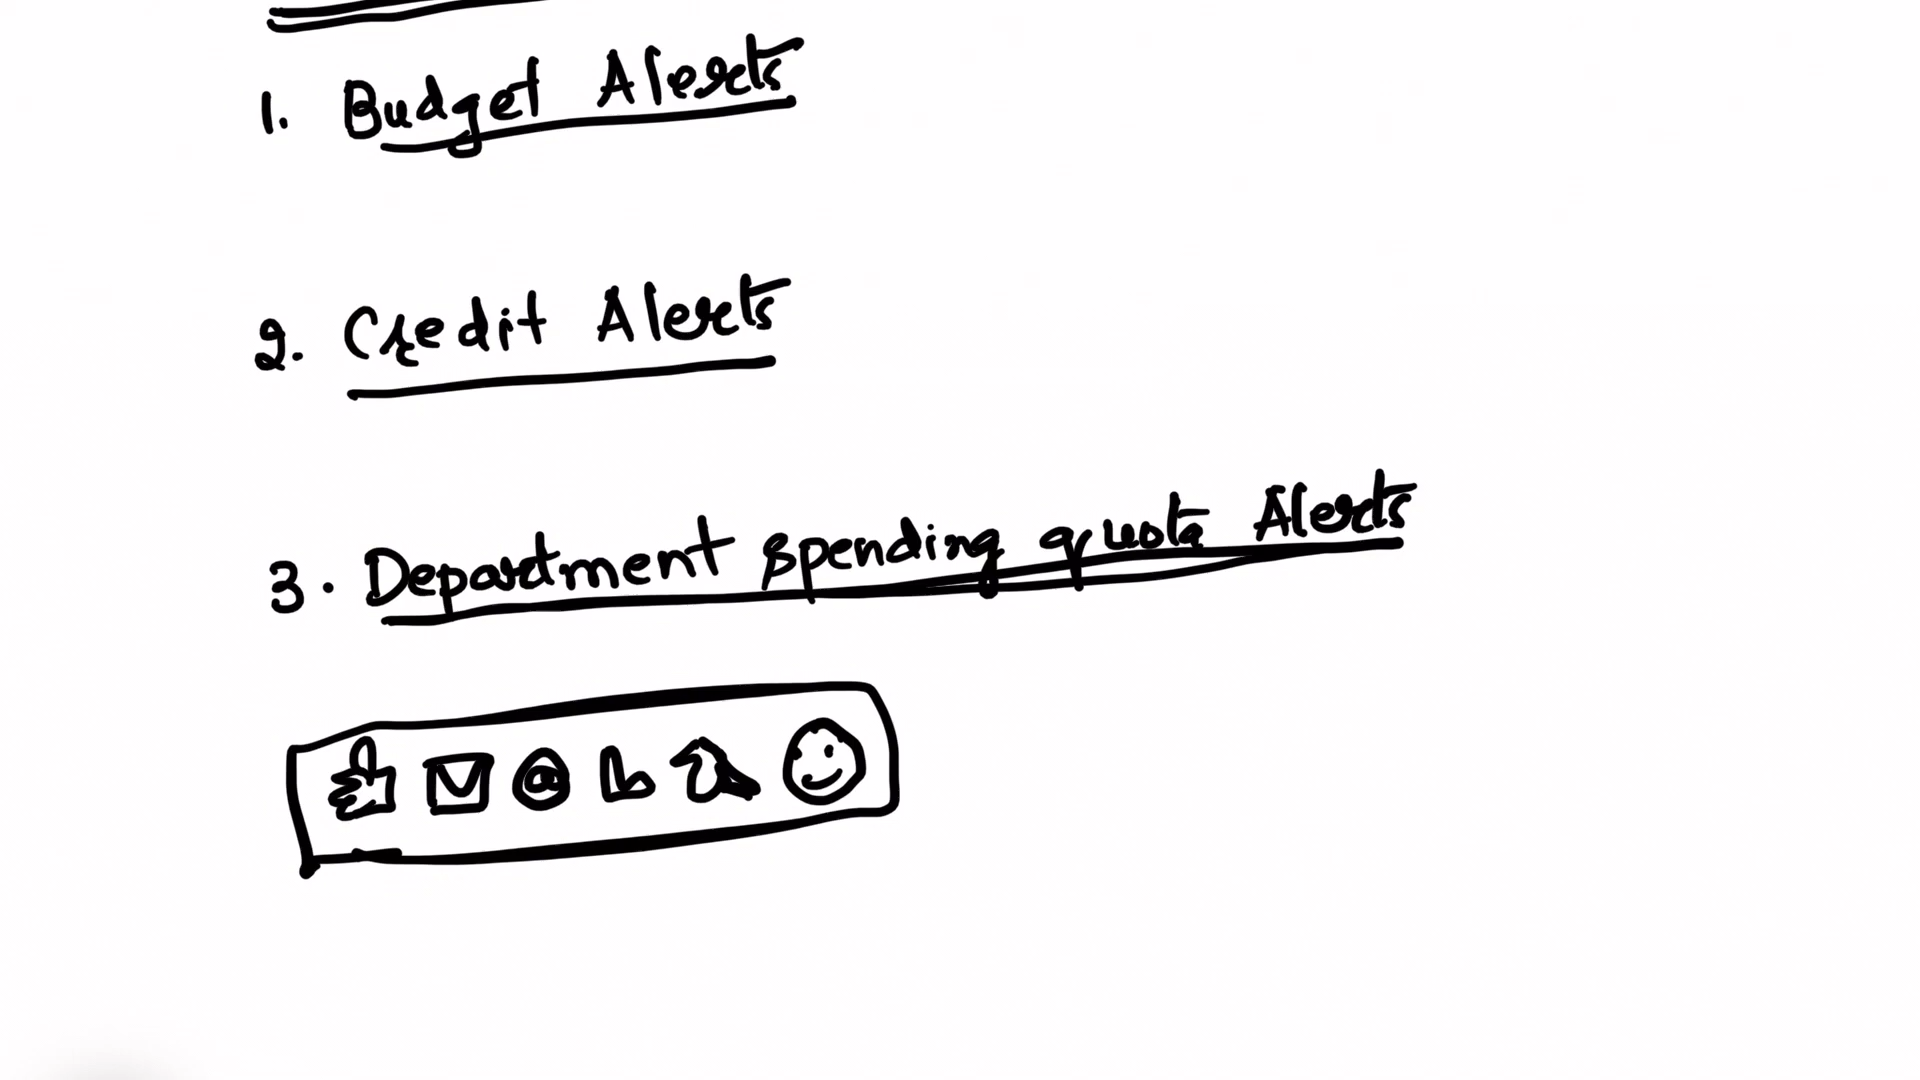 1. Budget Alerts
2. Credit Alerts
3. Department spending quota Alerts
@